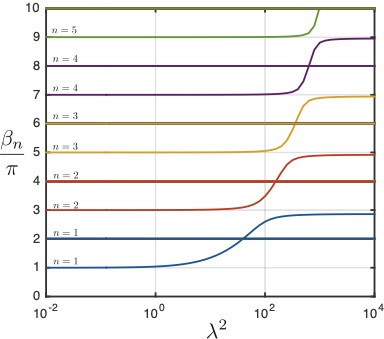 10
9
8
7
6
5
4
3
2
1
0
βₙ
π
n = 5
n = 4
n = 4
n = 3
n = 3
n = 2
n = 2
n = 1
n = 1
10⁻² 10⁰ 10² 10⁴
λ²